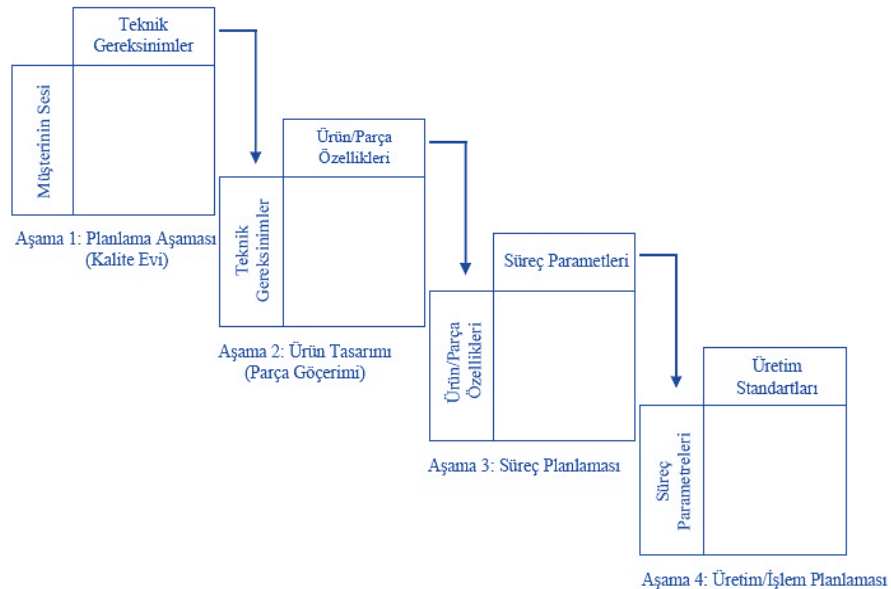 Teknik
Gereksinimler
Müşterinin Sesi
Aşama 1: Planlama Aşaması
(Kalite Evi)
Ürün/Parça
Özellikleri
Teknik
Gereksinimler
Aşama 2: Ürün Tasarımı
(Parça Göçerimi)
Süreç Parametleri
Ürün/Parça
Özellikleri
Aşama 3: Süreç Planlaması
Üretim
Standartları
Süreç
Parametreleri
Aşama 4: Üretim/İşlem Planlaması